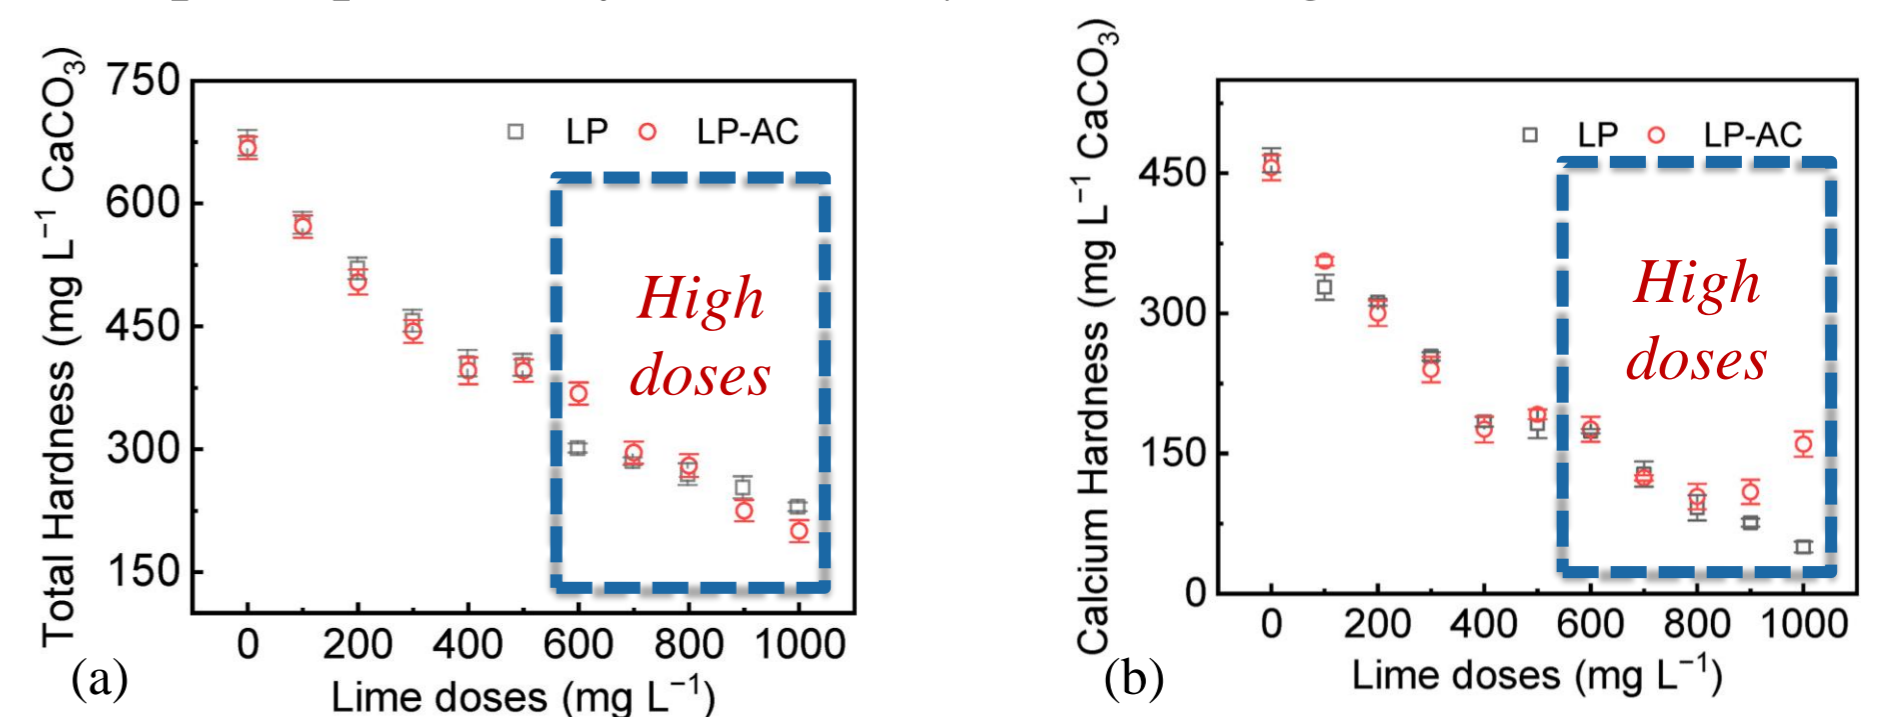 Total Hardness (mg L⁻¹ CaCO₃)
750
600
450
300
150
LP LP-AC
High
doses
0 200 400 600 800 1000
Lime doses (mg L⁻¹)
(a)
Calcium Hardness (mg L⁻¹ CaCO₃)
450
300
150
0
LP LP-AC
High
doses
0 200 400 600 800 1000
Lime doses (mg L⁻¹)
(b)